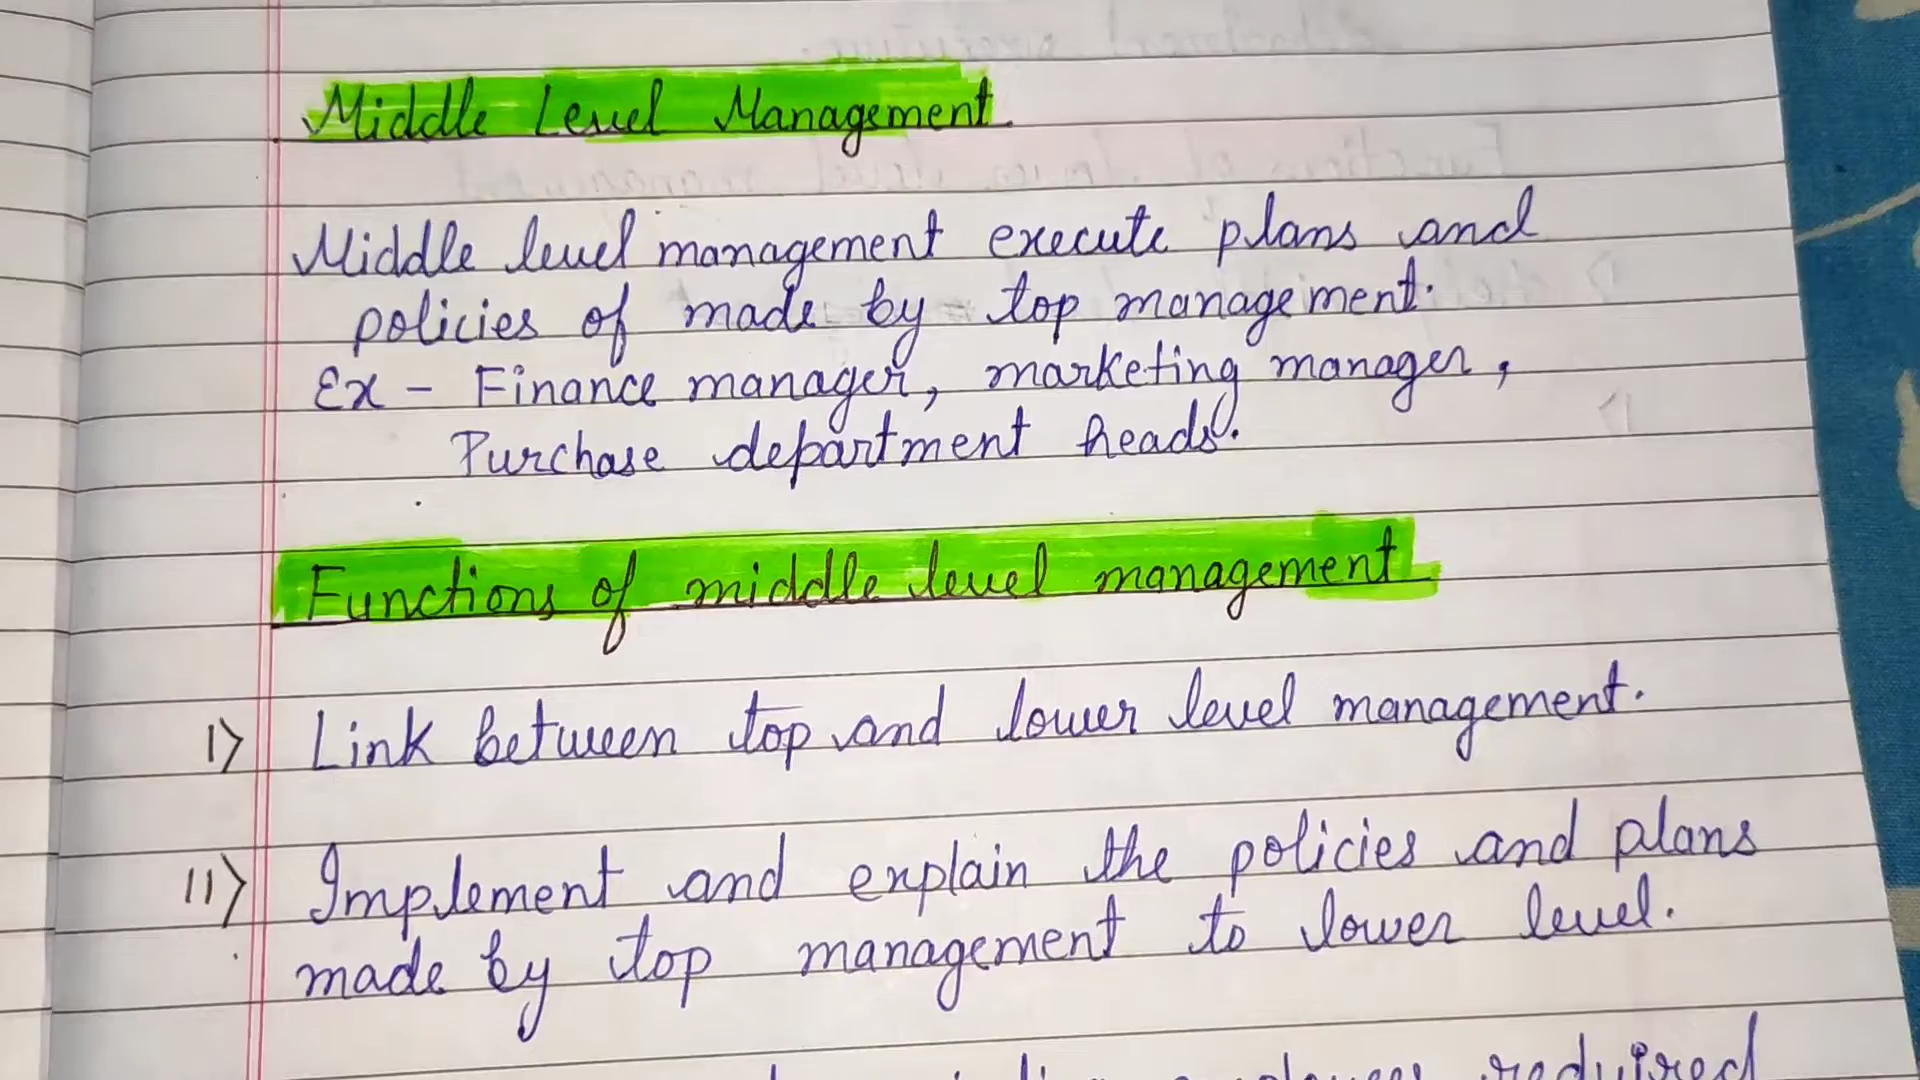 Middle Level Management
Middle level management execute plans and
policies of made by top management.
Ex - Finance manager, marketing manager,
Purchase department heads.
Functions of middle level management
I> Link between top and lower level management.
II> Implement and explain the policies and plans
made by top management to lower level.
required